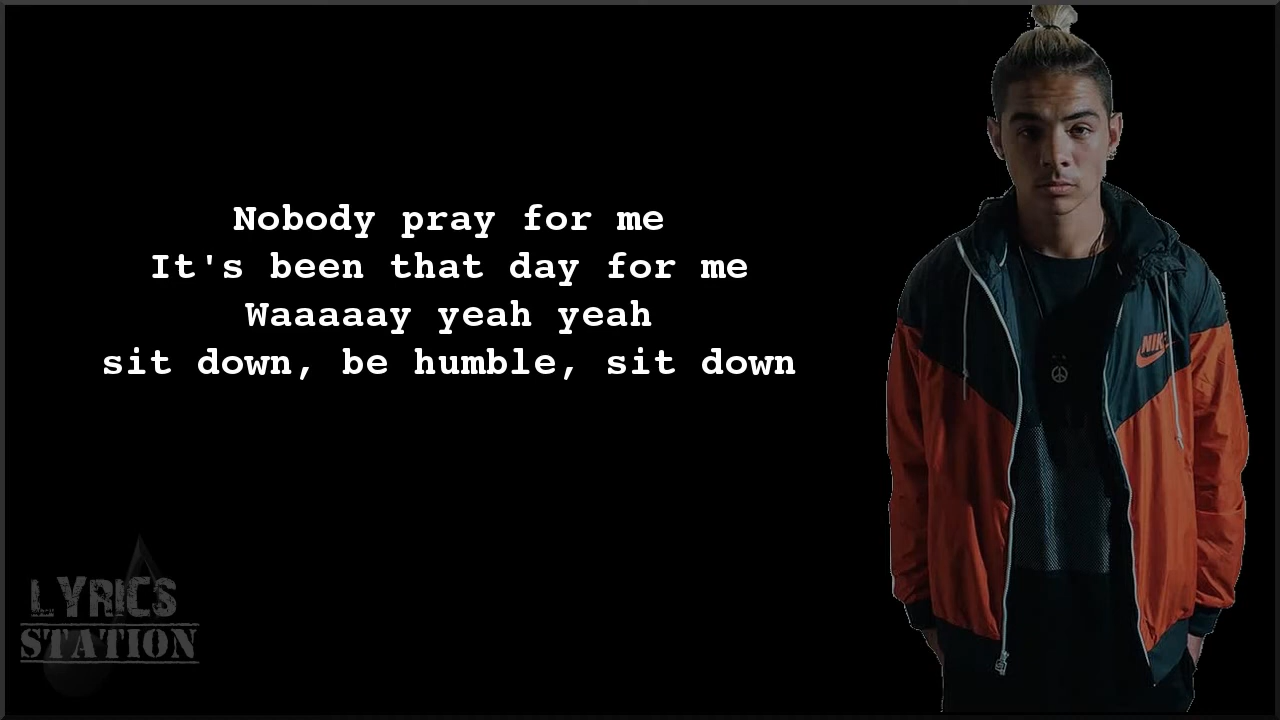 Nobody pray for me
It's been that day for me
Waaaaay yeah yeah
sit down, be humble, sit down
NIKE
LYRICS
STATION